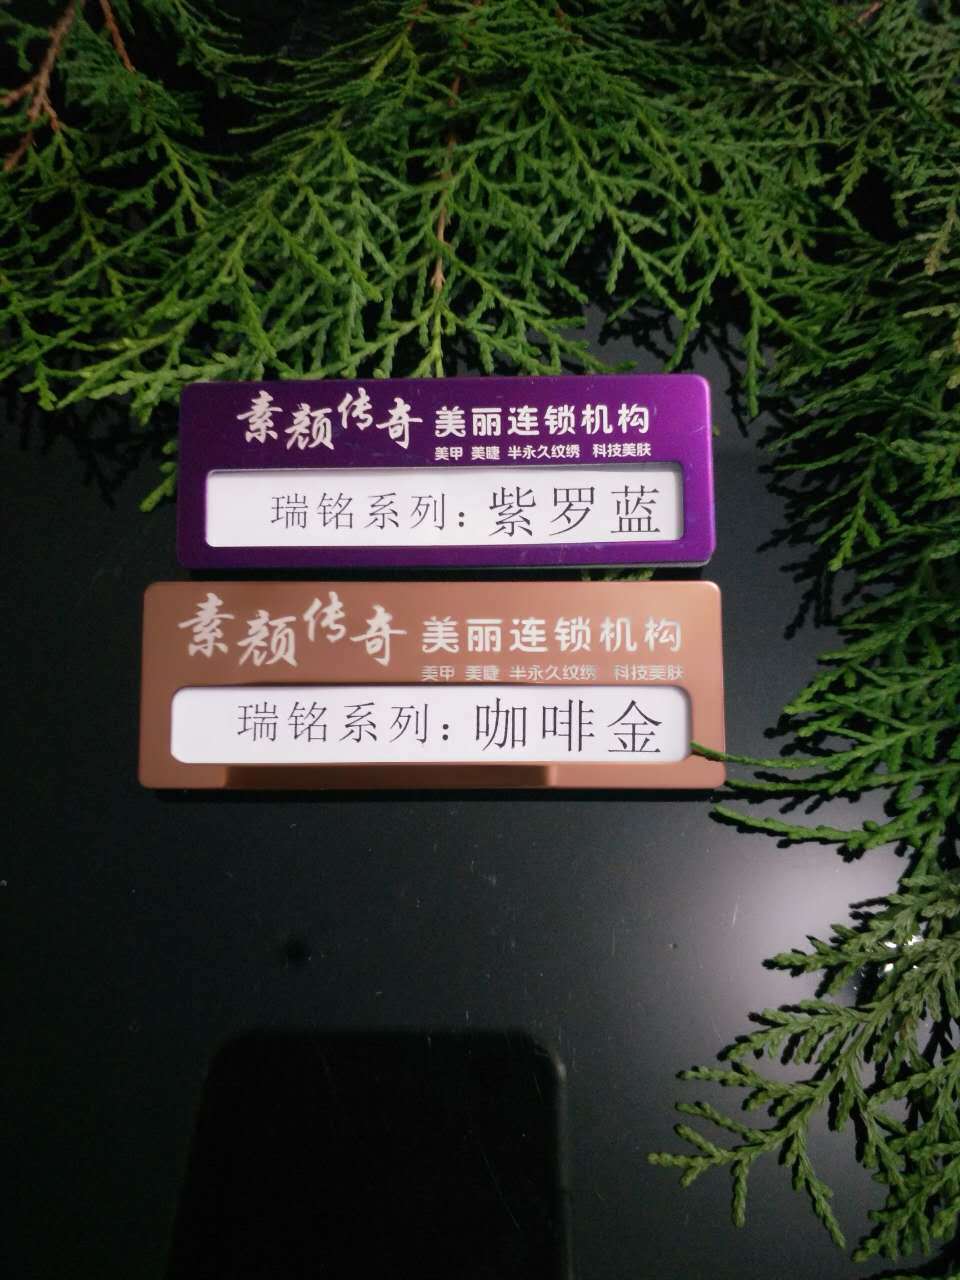 素颜传奇 美丽连锁机构
美甲 美睫 半永久纹绣 科技美肤
瑞铭系列：紫罗蓝
素颜传奇 美丽连锁机构
美甲 美睫 半永久纹绣 科技美肤
瑞铭系列：咖啡金